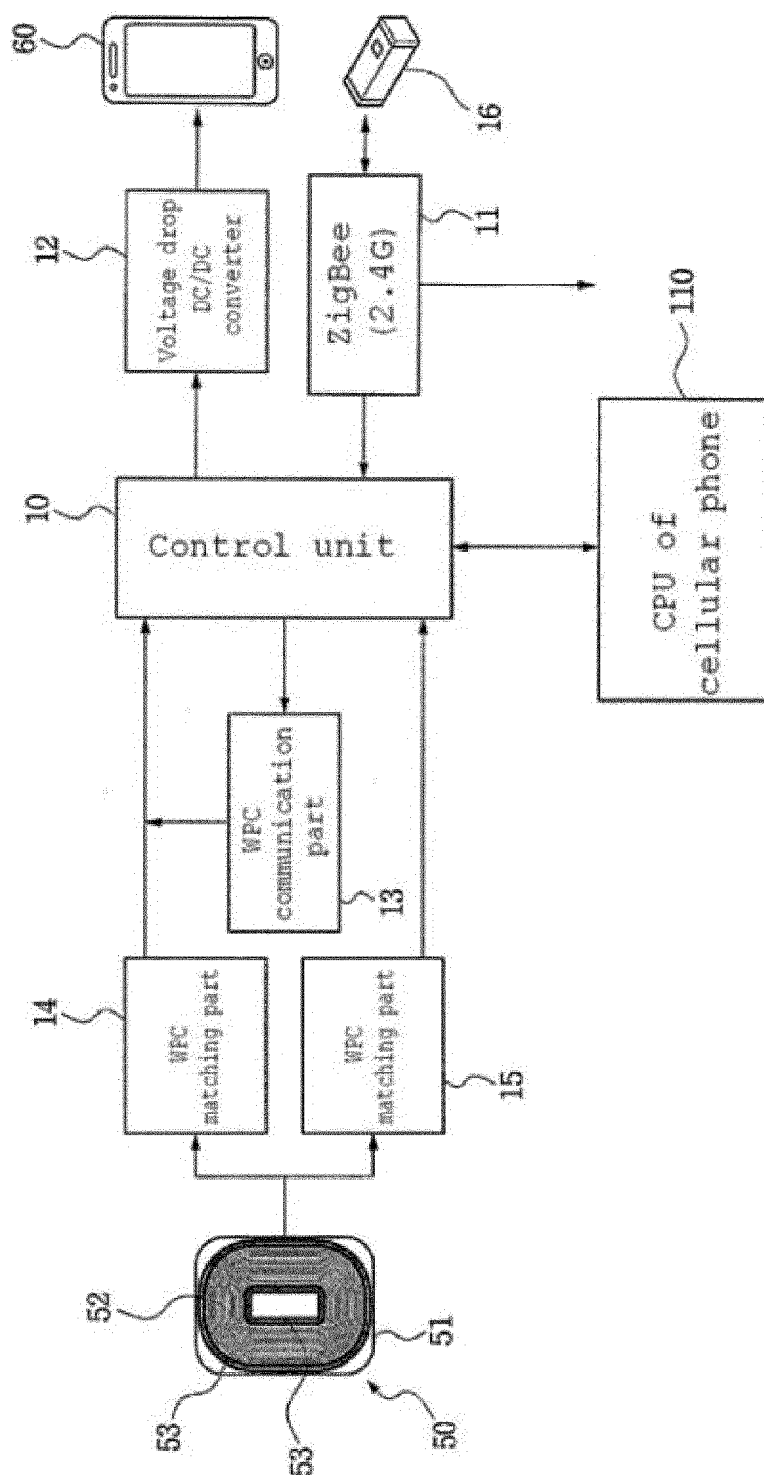 50
51
52
53
53
14
WPC
matching part
15
WPC
matching part
13
WPC
communication
part
10
Control unit
110
CPU of
cellular phone
12
Voltage drop
DC/DC
converter
11
ZigBee
(2.4G)
60
16